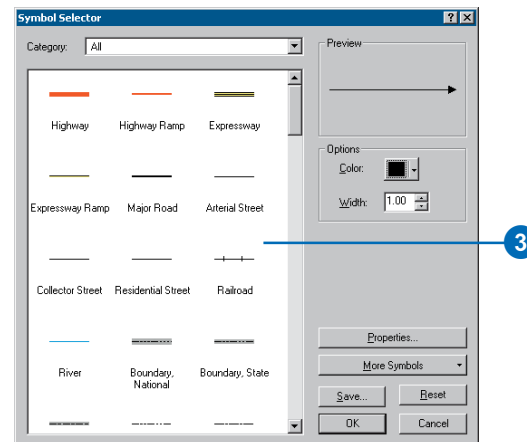 Symbol Selector
Category: All
Highway
Highway Ramp
Expressway
Expressway Ramp
Major Road
Arterial Street
Collector Street
Residential Street
Railroad
River
Boundary,
National
Boundary, State
Preview
Options
Color:
Width: 1.00
Properties...
More Symbols
Save...
Reset
OK
Cancel
3